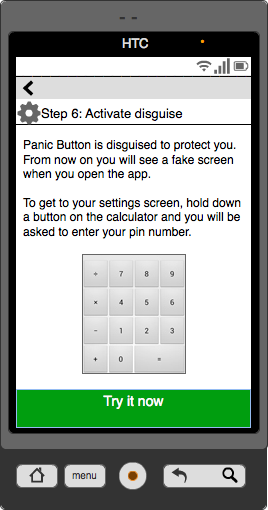 HTC
Step 6: Activate disguise
Panic Button is disguised to protect you.
From now on you will see a fake screen
when you open the app.
To get to your settings screen, hold down
a button on the calculator and you will be
asked to enter your pin number.
÷ 7 8 9
× 4 5 6
− 1 2 3
+ 0 =
Try it now
menu